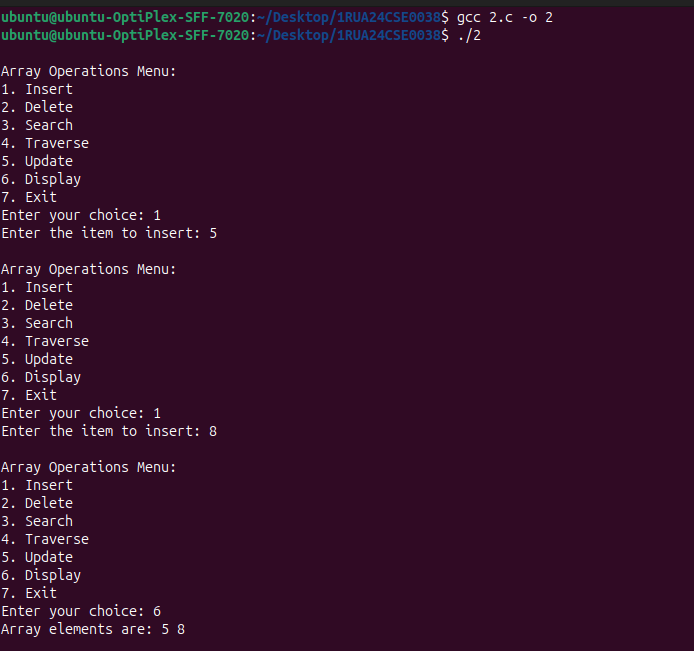 ubuntu@ubuntu-OptiPlex-SFF-7020:~/Desktop/1RUA24CSE0038$ gcc 2.c -o 2
ubuntu@ubuntu-OptiPlex-SFF-7020:~/Desktop/1RUA24CSE0038$ ./2
Array Operations Menu:
1. Insert
2. Delete
3. Search
4. Traverse
5. Update
6. Display
7. Exit
Enter your choice: 1
Enter the item to insert: 5
Array Operations Menu:
1. Insert
2. Delete
3. Search
4. Traverse
5. Update
6. Display
7. Exit
Enter your choice: 1
Enter the item to insert: 8
Array Operations Menu:
1. Insert
2. Delete
3. Search
4. Traverse
5. Update
6. Display
7. Exit
Enter your choice: 6
Array elements are: 5 8